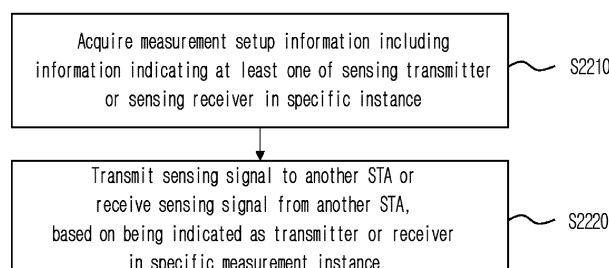 Acquire measurement setup information including
information indicating at least one of sensing transmitter
or sensing receiver in specific instance
S2210
Transmit sensing signal to another STA or
receive sensing signal from another STA,
based on being indicated as transmitter or receiver
in specific measurement instance
S2220